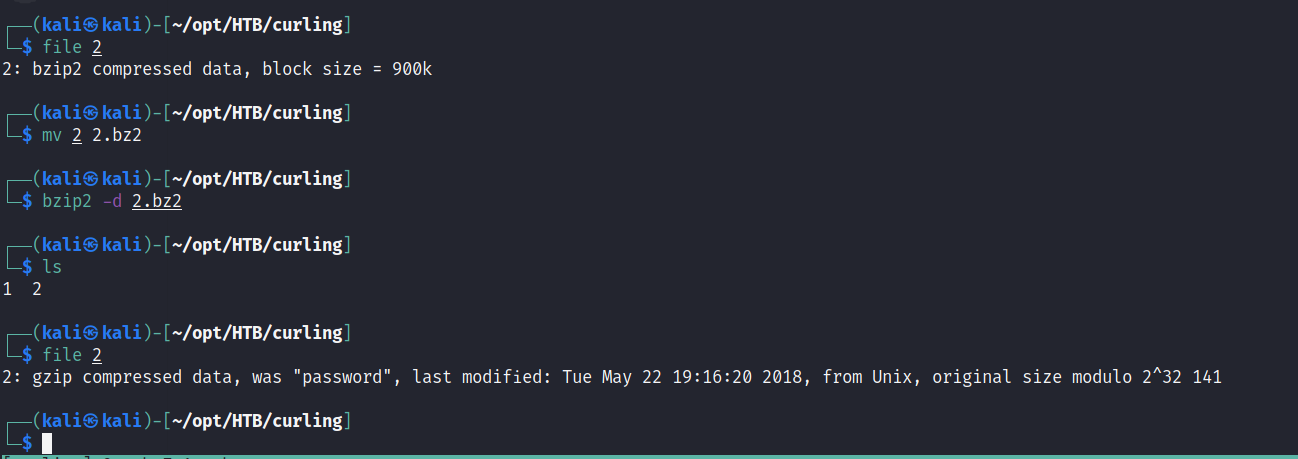 (kali㉿kali)-[~/opt/HTB/curling]
$ file 2
2: bzip2 compressed data, block size = 900k
(kali㉿kali)-[~/opt/HTB/curling]
$ mv 2 2.bz2
(kali㉿kali)-[~/opt/HTB/curling]
$ bzip2 -d 2.bz2
(kali㉿kali)-[~/opt/HTB/curling]
$ ls
1  2
(kali㉿kali)-[~/opt/HTB/curling]
$ file 2
2: gzip compressed data, was "password", last modified: Tue May 22 19:16:20 2018, from Unix, original size modulo 2^32 141
(kali㉿kali)-[~/opt/HTB/curling]
$